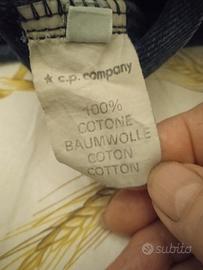 ★ c.p. company
100%
COTONE
BAUMWOLLE
COTON
COTTON
subito